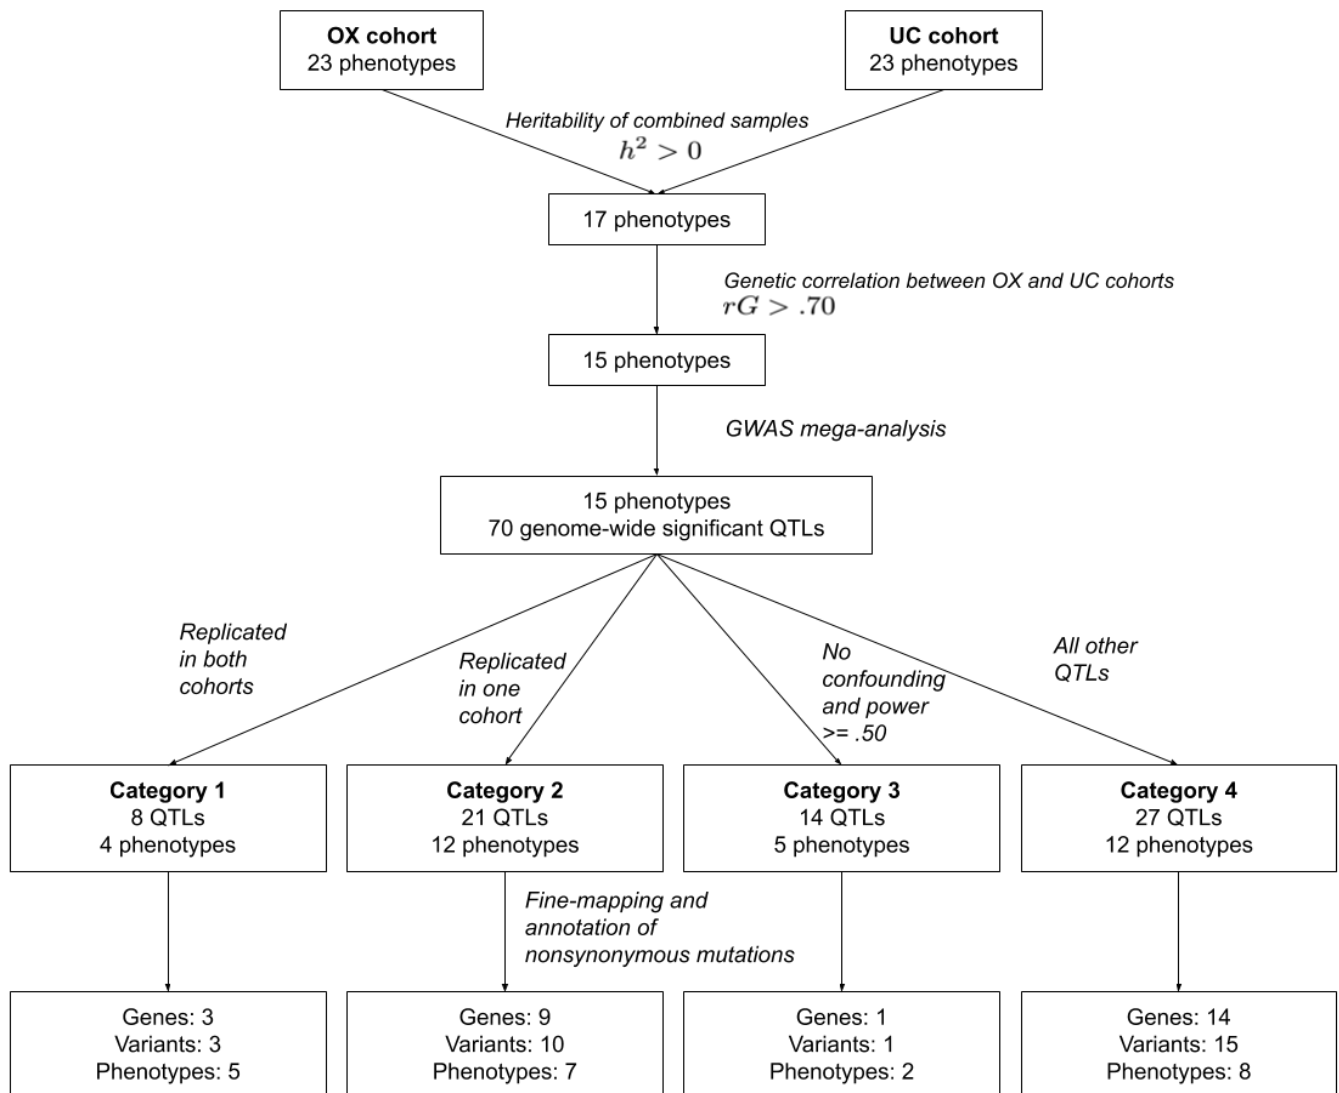 OX cohort
23 phenotypes
UC cohort
23 phenotypes
Heritability of combined samples
h² > 0
17 phenotypes
Genetic correlation between OX and UC cohorts
rG > .70
15 phenotypes
GWAS mega-analysis
15 phenotypes
70 genome-wide significant QTLs
Replicated
in both
cohorts
Replicated
in one
cohort
No
confounding
and power
>= .50
All other
QTLs
Category 1
8 QTLs
4 phenotypes
Category 2
21 QTLs
12 phenotypes
Category 3
14 QTLs
5 phenotypes
Category 4
27 QTLs
12 phenotypes
Fine-mapping and
annotation of
nonsynonymous mutations
Genes: 3
Variants: 3
Phenotypes: 5
Genes: 9
Variants: 10
Phenotypes: 7
Genes: 1
Variants: 1
Phenotypes: 2
Genes: 14
Variants: 15
Phenotypes: 8